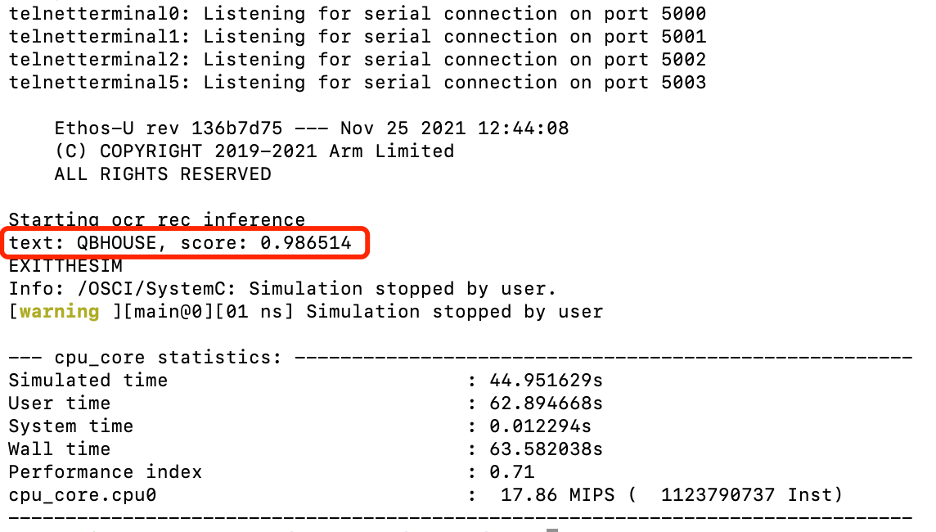 telnetterminal0: Listening for serial connection on port 5000
telnetterminal1: Listening for serial connection on port 5001
telnetterminal2: Listening for serial connection on port 5002
telnetterminal5: Listening for serial connection on port 5003
Ethos-U rev 136b7d75 --- Nov 25 2021 12:44:08
(C) COPYRIGHT 2019-2021 Arm Limited
ALL RIGHTS RESERVED
Starting ocr rec inference
text: QBHOUSE, score: 0.986514
EXITTHESIM
Info: /OSCI/SystemC: Simulation stopped by user.
[warning ][main@0][01 ns] Simulation stopped by user
--- cpu_core statistics: ------------------------------------------------------
Simulated time                          : 44.951629s
User time                               : 62.894668s
System time                             : 0.012294s
Wall time                               : 63.582038s
Performance index                       : 0.71
cpu_core.cpu0                           :  17.86 MIPS (  1123790737 Inst)
-------------------------------------------------------------------------------